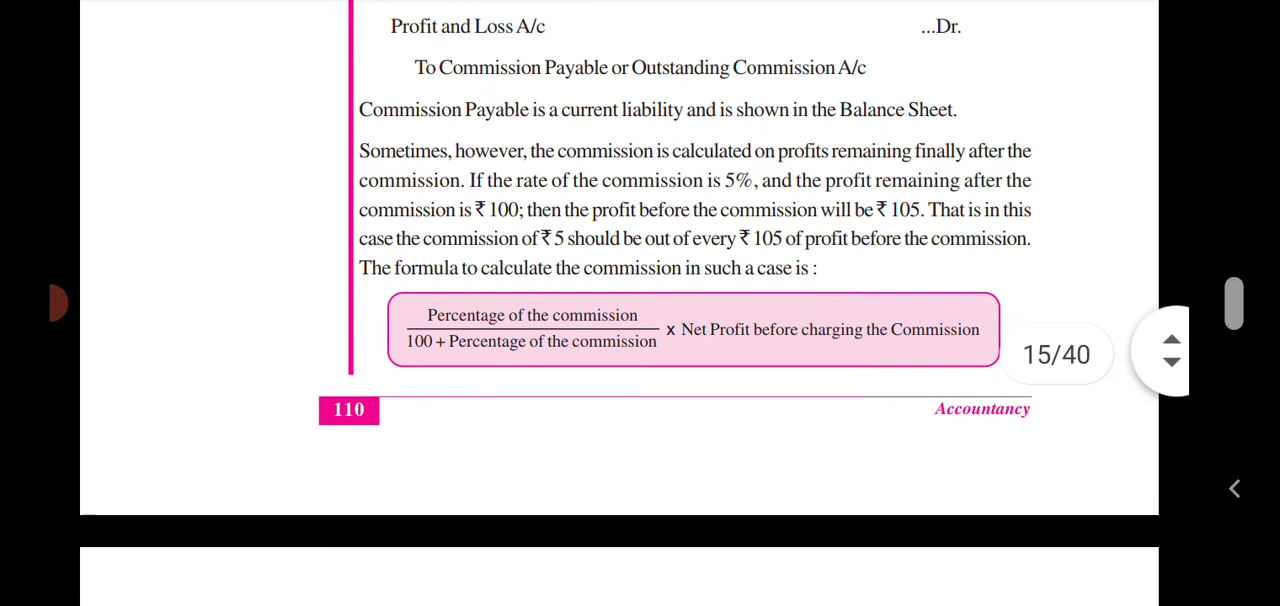 Profit and Loss A/c ...Dr.
To Commission Payable or Outstanding Commission A/c
Commission Payable is a current liability and is shown in the Balance Sheet.
Sometimes, however, the commission is calculated on profits remaining finally after the
commission. If the rate of the commission is 5%, and the profit remaining after the
commission is ₹ 100; then the profit before the commission will be ₹ 105. That is in this
case the commission of ₹ 5 should be out of every ₹ 105 of profit before the commission.
The formula to calculate the commission in such a case is :
Percentage of the commission
100 + Percentage of the commission x Net Profit before charging the Commission
15/40
110 Accountancy